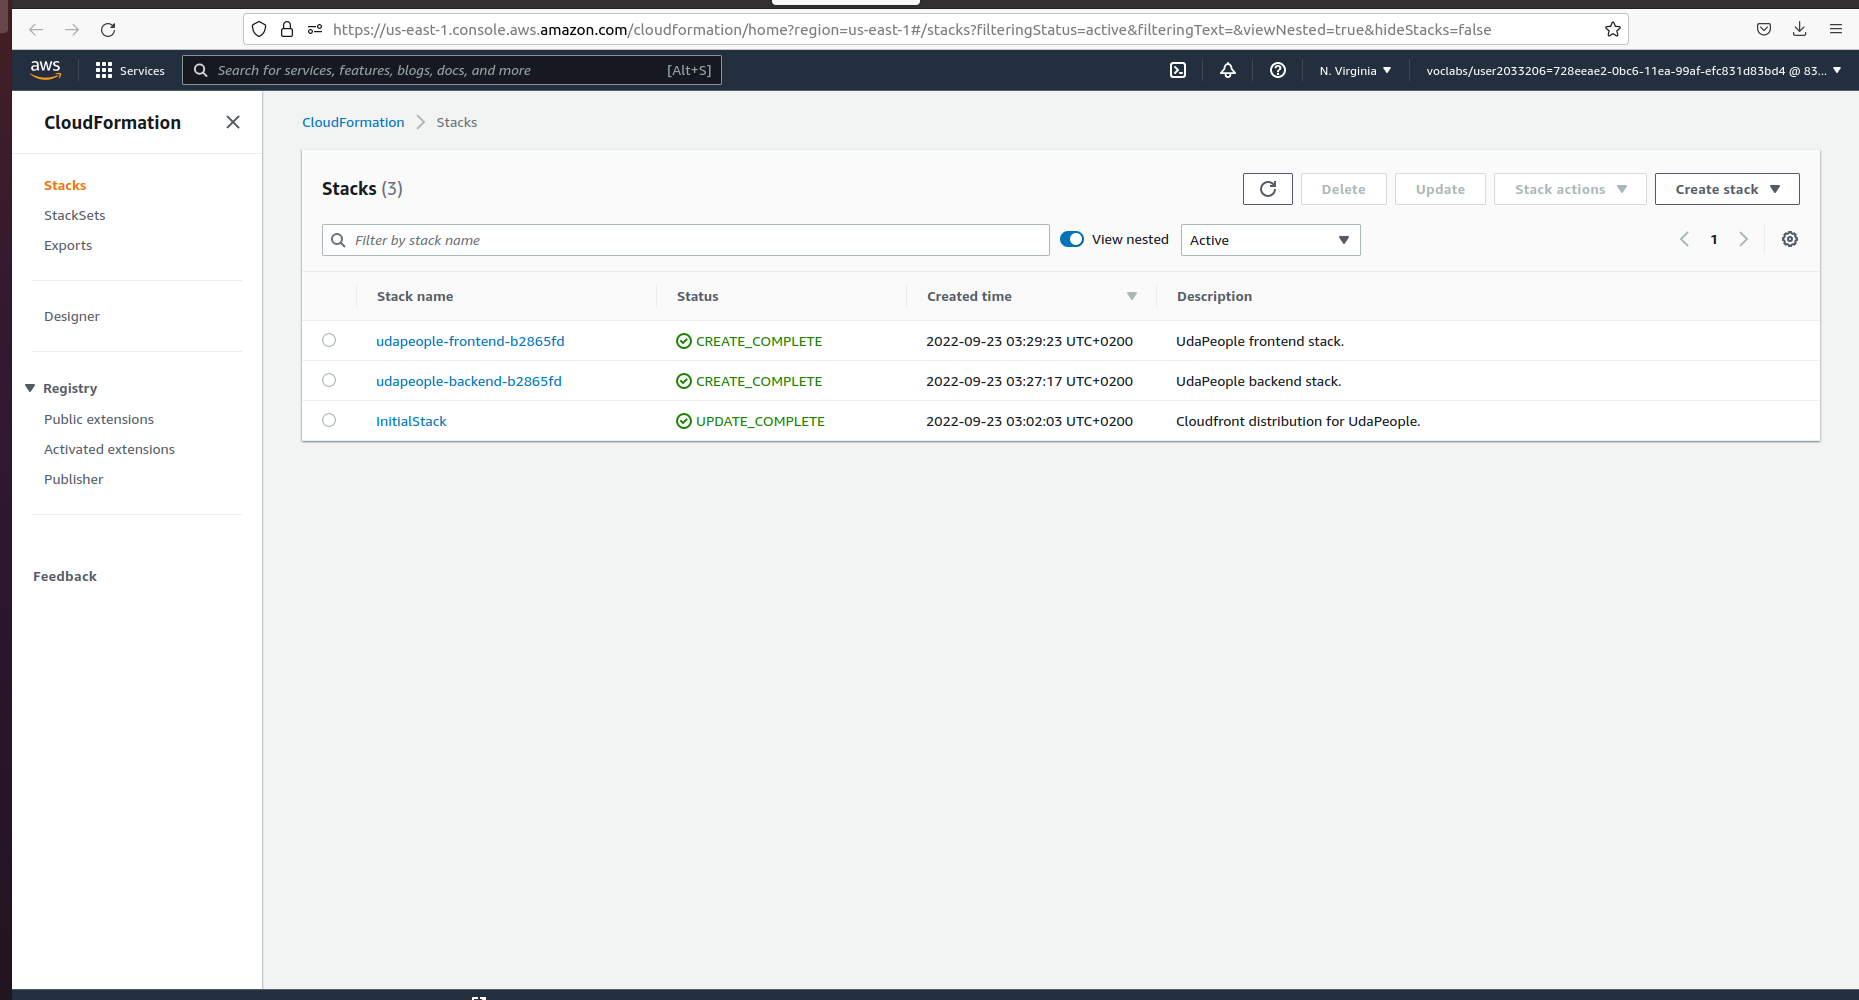 https://us-east-1.console.aws.amazon.com/cloudformation/home?region=us-east-1#/stacks?filteringStatus=active&filteringText=&viewNested=true&hideStacks=false
aws Services Search for services, features, blogs, docs, and more [Alt+S] N. Virginia voclabs/user2033206=728eeae2-0bc6-11ea-99af-efc831d83bd4 @ 83...
CloudFormation
Stacks
StackSets
Exports
Designer
Registry
Public extensions
Activated extensions
Publisher
Feedback
CloudFormation Stacks
Stacks (3) Delete Update Stack actions Create stack
Filter by stack name View nested Active 1
Stack name Status Created time Description
udapeople-frontend-b2865fd CREATE_COMPLETE 2022-09-23 03:29:23 UTC+0200 UdaPeople frontend stack.
udapeople-backend-b2865fd CREATE_COMPLETE 2022-09-23 03:27:17 UTC+0200 UdaPeople backend stack.
InitialStack UPDATE_COMPLETE 2022-09-23 03:02:03 UTC+0200 Cloudfront distribution for UdaPeople.